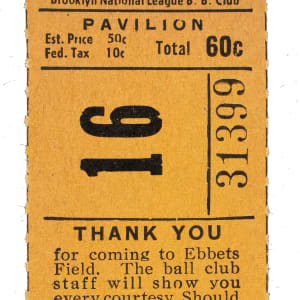 Brooklyn National League B. B. Club
PAVILION
Est. Price 50c
Fed. Tax 10c
Total 60c
16
31399
THANK YOU
for coming to Ebbets
Field. The ball club
staff will show you
every courtesy. Should